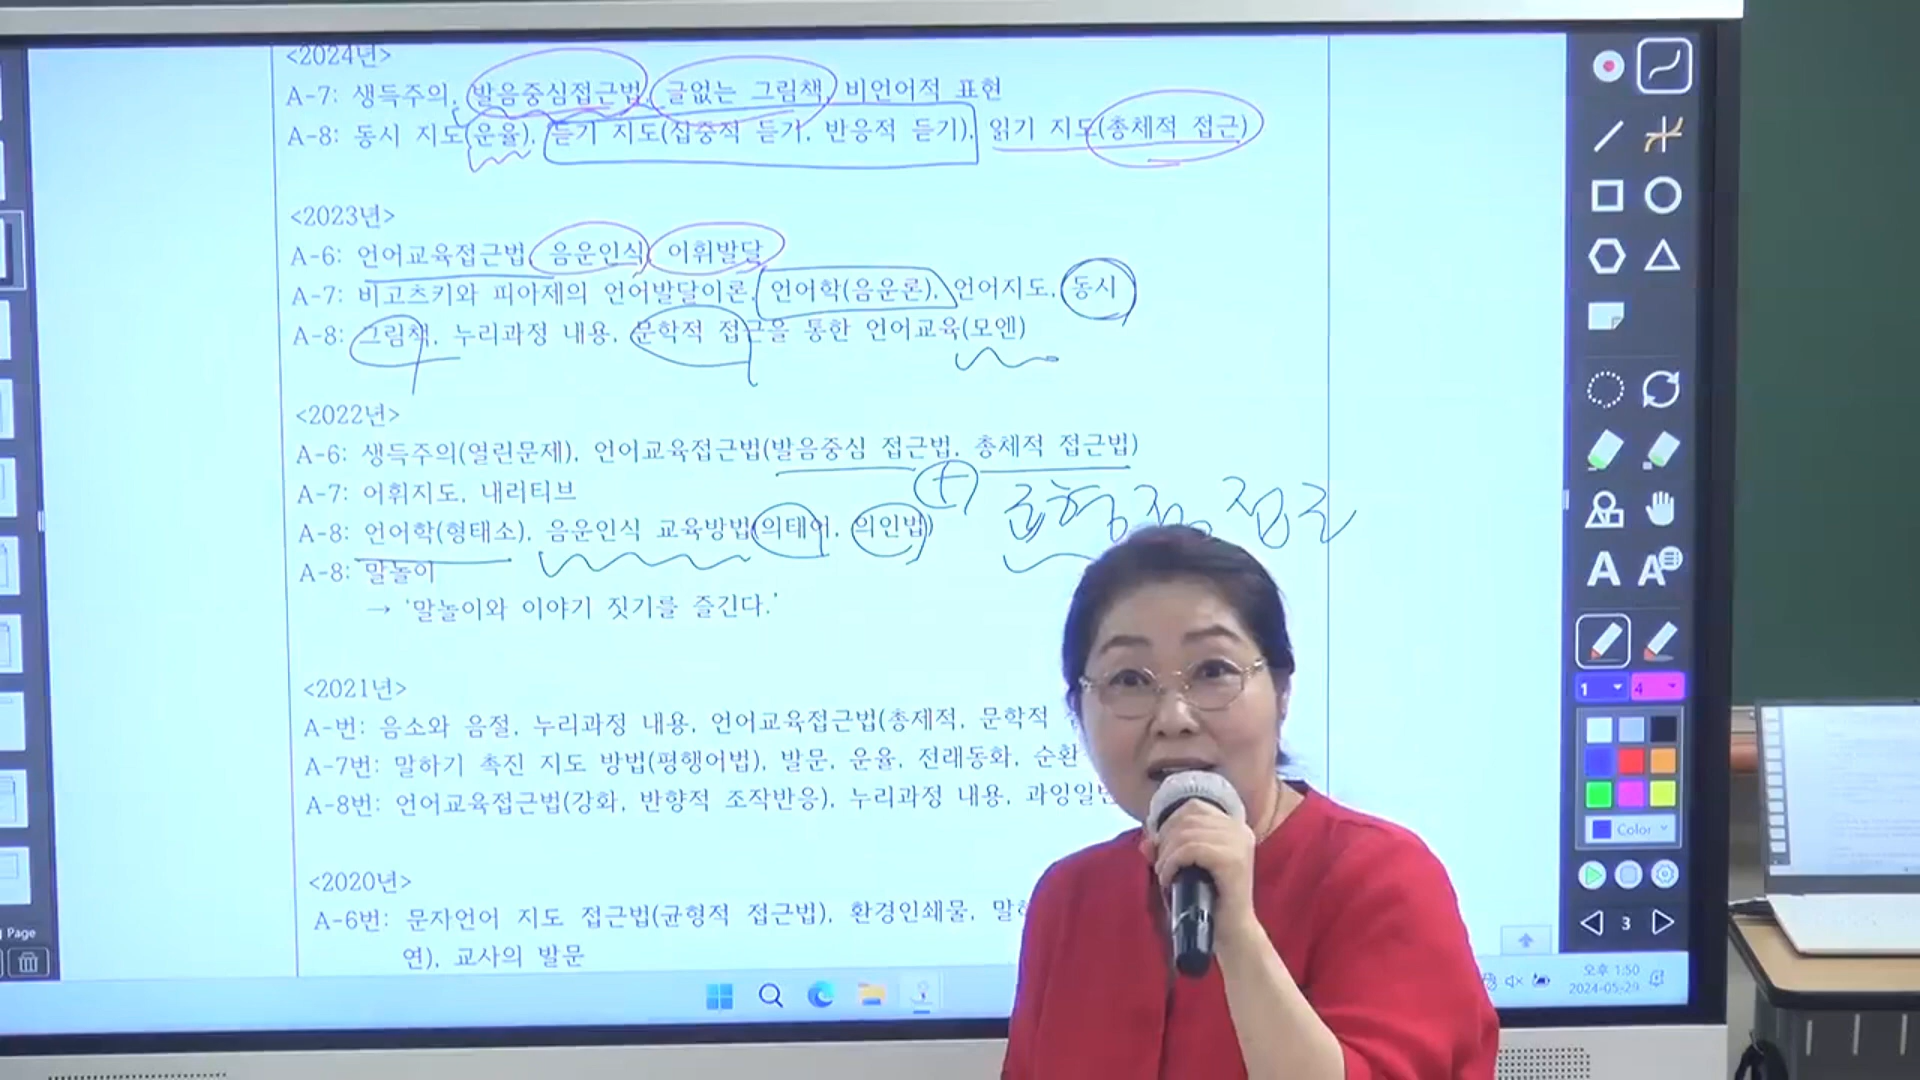 <2024년>
A-7: 생득주의, 발음중심접근법, 글없는 그림책, 비언어적 표현
A-8: 동시 지도(운율), 듣기 지도(집중적 듣기, 반응적 듣기), 읽기 지도(총체적 접근)
<2023년>
A-6: 언어교육접근법, 음운인식, 어휘발달
A-7: 비고츠키와 피아제의 언어발달이론, 언어학(음운론), 언어지도, 동시
A-8: 그림책, 누리과정 내용, 문학적 접근을 통한 언어교육(모엔)
<2022년>
A-6: 생득주의(열린문제), 언어교육접근법(발음중심 접근법, 총체적 접근법)
A-7: 어휘지도, 내러티브
+ 균형적 접근
A-8: 언어학(형태소), 음운인식 교육방법(의태어, 의인법)
A-8: 말놀이
→ '말놀이와 이야기 짓기를 즐긴다.'
<2021년>
A-번: 음소와 음절, 누리과정 내용, 언어교육접근법(총체적, 문학적
A-7번: 말하기 촉진 지도 방법(평행어법), 발문, 운율, 전래동화, 순환
A-8번: 언어교육접근법(강화, 반향적 조작반응), 누리과정 내용, 과잉일반
<2020년>
A-6번: 문자언어 지도 접근법(균형적 접근법), 환경인쇄물,
연), 교사의 발문
Page
1 4
Color
3
오후 1:50
2024-05-29